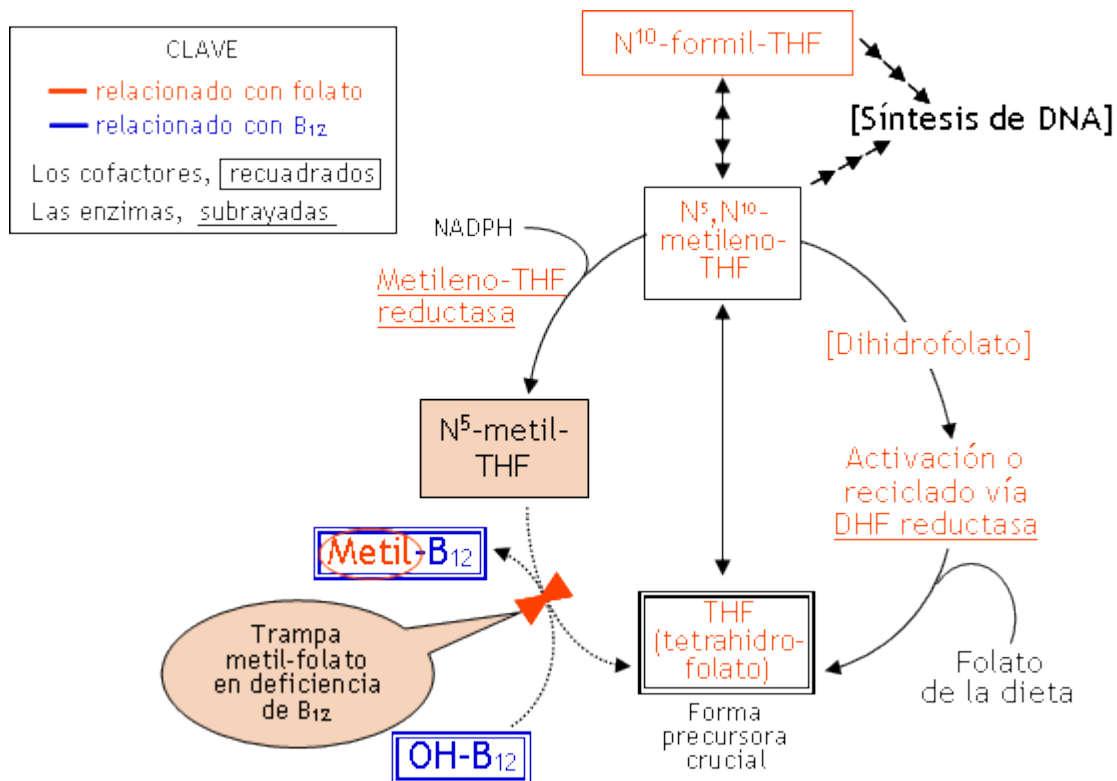 CLAVE
relacionado con folato
relacionado con B₁₂
Los cofactores, recuadrados
Las enzimas, subrayadas
N¹⁰-formil-THF
[Síntesis de DNA]
N⁵,N¹⁰-
metileno-
THF
NADPH
Metileno-THF
reductasa
[Dihidrofolato]
N⁵-metil-
THF
Activación o
reciclado vía
DHF reductasa
Metil-B₁₂
Trampa
metil-folato
en deficiencia
de B₁₂
THF
(tetrahidro-
folato)
Folato
de la dieta
Forma
precursora
crucial
OH-B₁₂